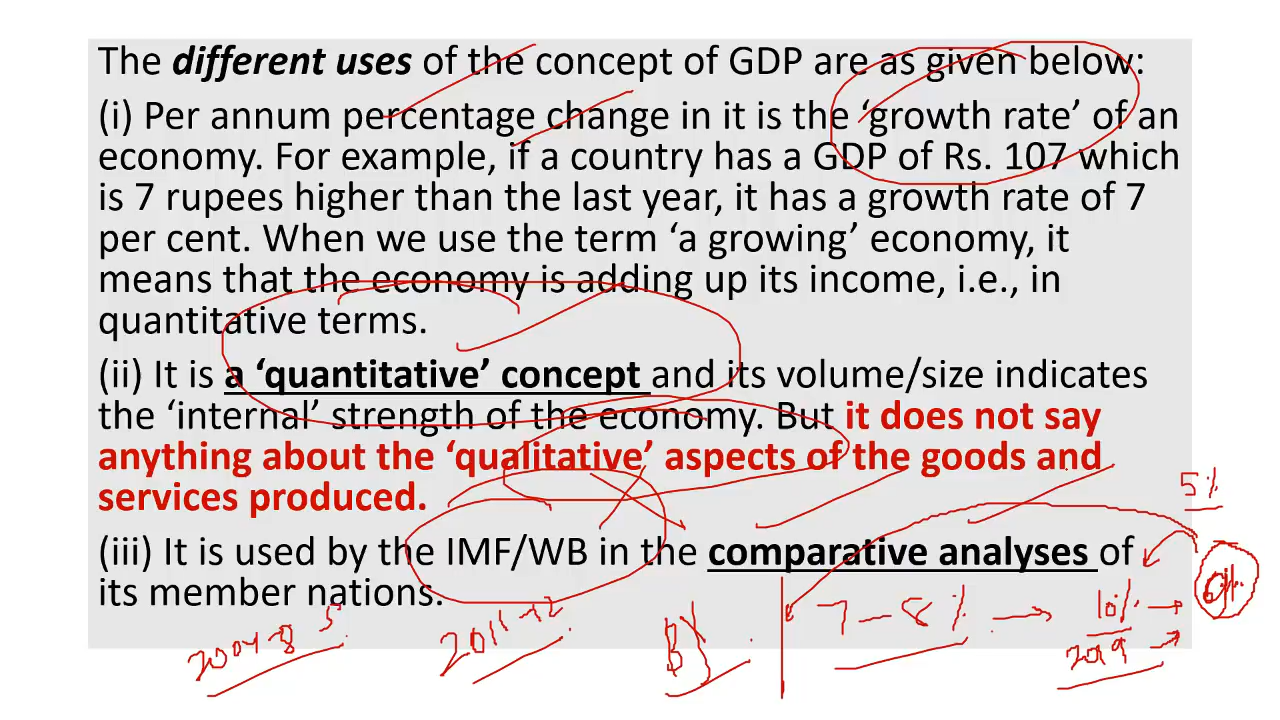 The different uses of the concept of GDP are as given below:
(i) Per annum percentage change in it is the ‘growth rate’ of an
economy. For example, if a country has a GDP of Rs. 107 which
is 7 rupees higher than the last year, it has a growth rate of 7
per cent. When we use the term ‘a growing’ economy, it
means that the economy is adding up its income, i.e., in
quantitative terms.
(ii) It is a ‘quantitative’ concept and its volume/size indicates
the ‘internal’ strength of the economy. But it does not say
anything about the ‘qualitative’ aspects of the goods and
services produced.
5%
(iii) It is used by the IMF/WB in the comparative analyses of
its member nations.
2011-12
7-8%
10%